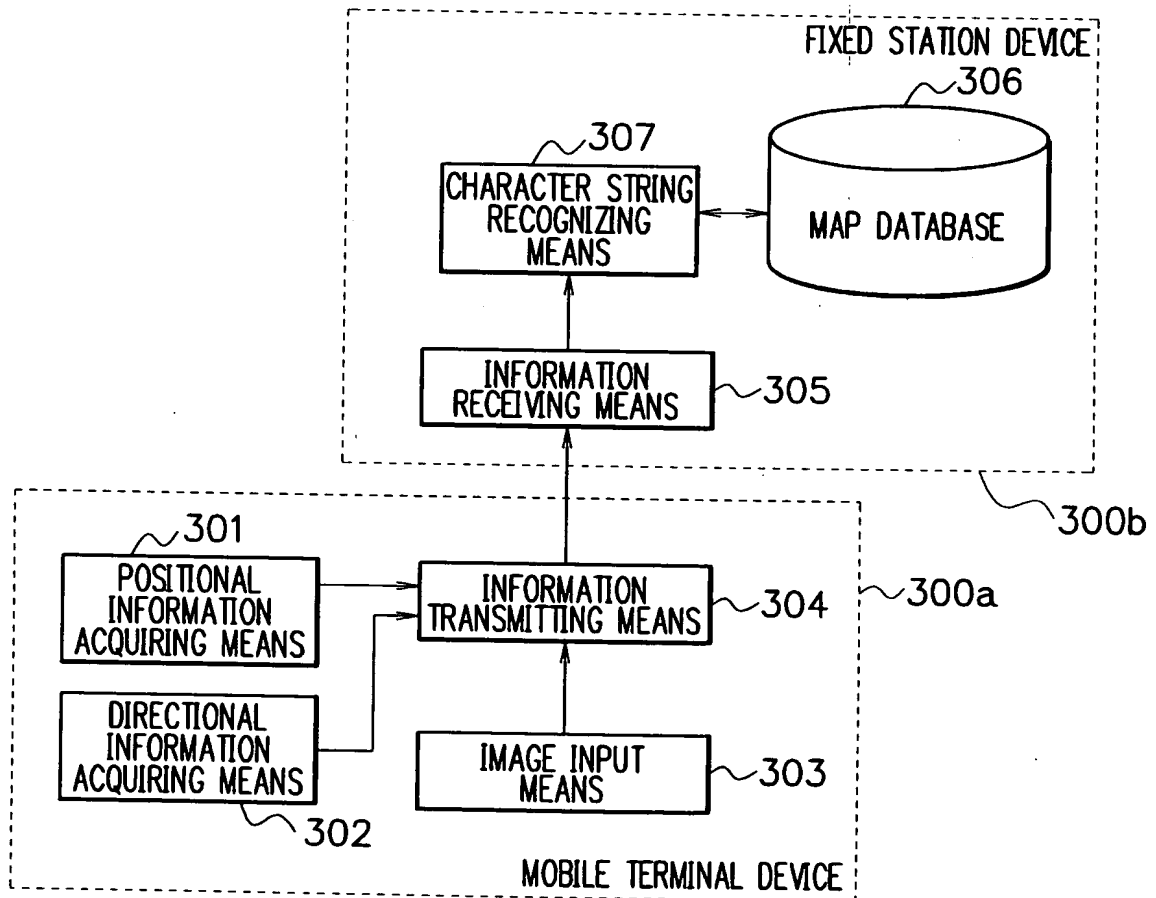 FIXED STATION DEVICE
306
307
CHARACTER STRING
RECOGNIZING
MEANS
MAP DATABASE
INFORMATION
RECEIVING MEANS
305
300b
301
POSITIONAL
INFORMATION
ACQUIRING MEANS
INFORMATION
TRANSMITTING MEANS
304
300a
DIRECTIONAL
INFORMATION
ACQUIRING MEANS
302
IMAGE INPUT
MEANS
303
MOBILE TERMINAL DEVICE